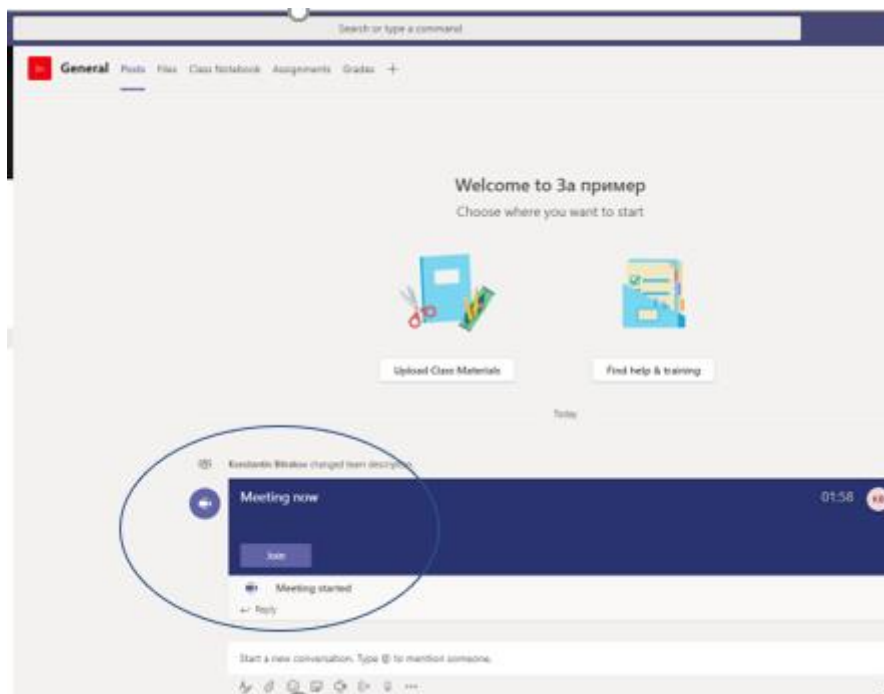 Search or type a command
General Posts Files Class Notebook Assignments Grades +
Welcome to За пример
Choose where you want to start
Upload Class Materials Find help & training
Today
Konstantin changed team description.
Meeting now 01:58 KB
Join
Meeting started
Reply
Start a new conversation. Type @ to mention someone.